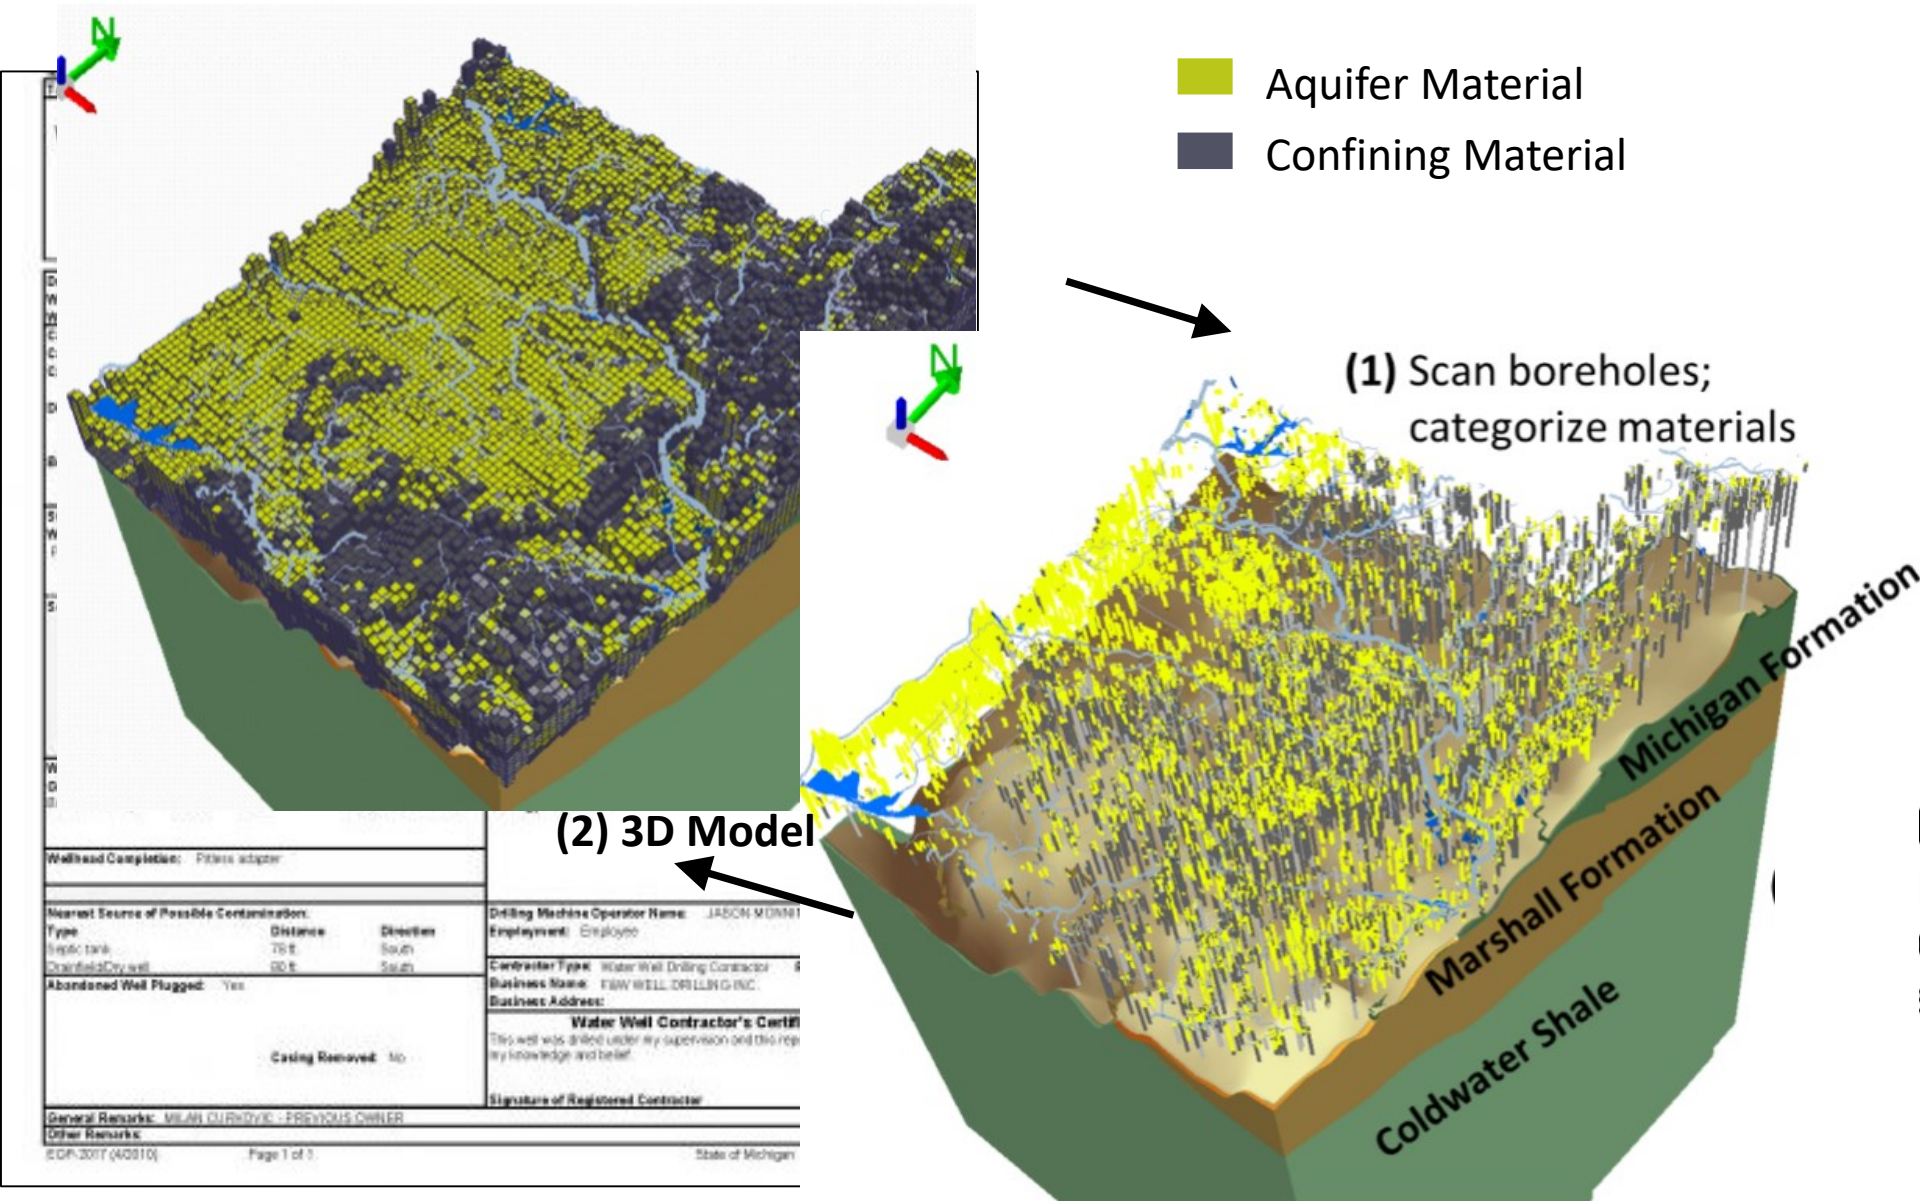 N
Aquifer Material
Confining Material
N
(1) Scan boreholes;
categorize materials
Michigan Formation
Marshall Formation
Coldwater Shale
(2) 3D Model
Wellhead Completion: Pitless adapter
Nearest Source of Possible Contamination:
Type Distance Direction
Septic tank 78 ft South
Drainfield/Dry well 80 ft South
Abandoned Well Plugged: Yes
Casing Removed: No
Drilling Machine Operator Name: JASON
Employment: Employee
Contractor Type: Water Well Drilling Contractor
Business Name: F&W WELL DRILLING INC.
Business Address:
Water Well Contractor's Certifi
This well was drilled under my supervision and this rep
my knowledge and belief.
Signature of Registered Contractor
General Remarks: MILAN CURKOVIC - PREVIOUS OWNER
Other Remarks:
EQP-2017 (4/2010) Page 1 of 1 State of Michigan